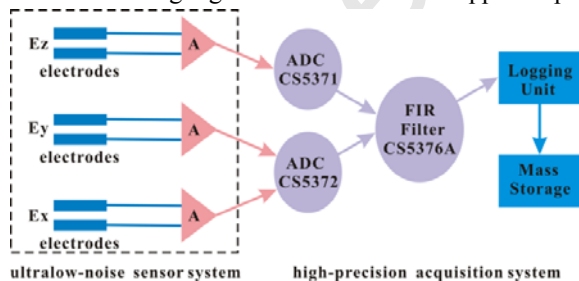 Ez
A
electrodes
ADC
CS5371
Ey
A
electrodes
ADC
CS5372
Ex
A
electrodes
FIR
Filter
CS5376A
Logging
Unit
Mass
Storage
ultralow-noise sensor system
high-precision acquisition system